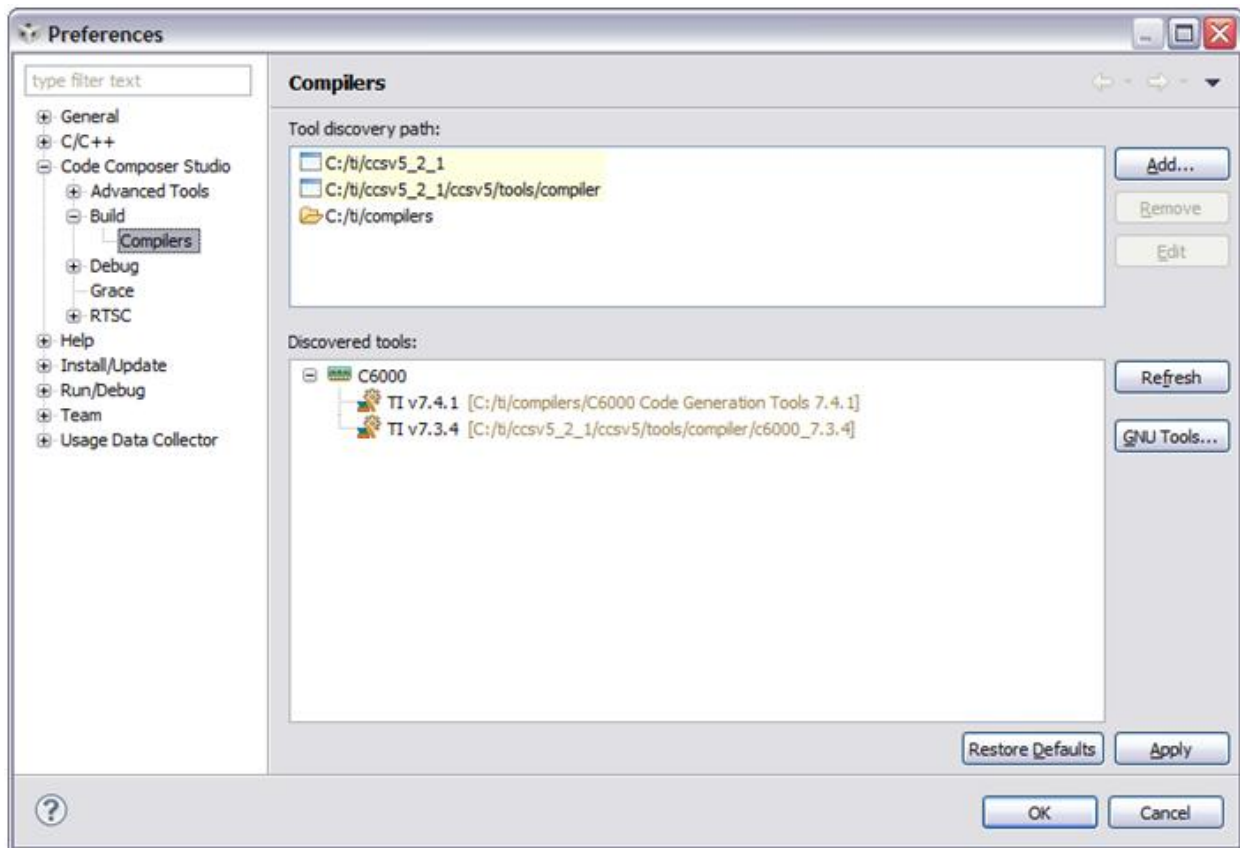 Preferences
type filter text
General
C/C++
Code Composer Studio
Advanced Tools
Build
Compilers
Debug
Grace
RTSC
Help
Install/Update
Run/Debug
Team
Usage Data Collector
Compilers
Tool discovery path:
C:/ti/ccsv5_2_1
C:/ti/ccsv5_2_1/ccsv5/tools/compiler
C:/ti/compilers
Add...
Remove
Edit
Discovered tools:
C6000
TI v7.4.1 [C:/ti/compilers/C6000 Code Generation Tools 7.4.1]
TI v7.3.4 [C:/ti/ccsv5_2_1/ccsv5/tools/compiler/c6000_7.3.4]
Refresh
GNU Tools...
Restore Defaults
Apply
?
OK
Cancel